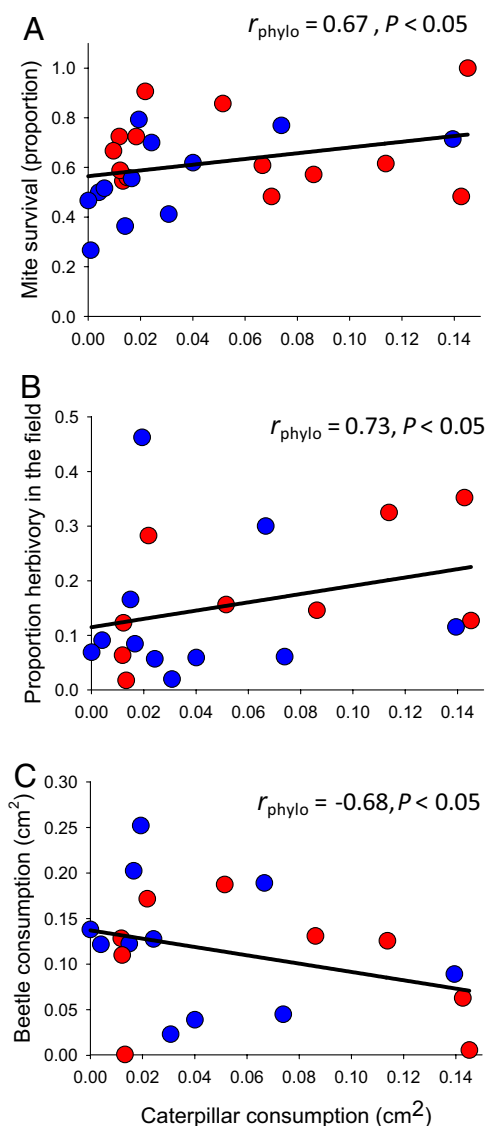 A
r_phylo = 0.67 , P < 0.05
Mite survival (proportion)
1.0
0.8
0.6
0.4
0.2
0.0
0.00 0.02 0.04 0.06 0.08 0.10 0.12 0.14
B
r_phylo = 0.73, P < 0.05
Proportion herbivory in the field
0.5
0.4
0.3
0.2
0.1
0.0
0.00 0.02 0.04 0.06 0.08 0.10 0.12 0.14
C
r_phylo = -0.68, P < 0.05
Beetle consumption (cm²)
0.30
0.25
0.20
0.15
0.10
0.05
0.00
0.00 0.02 0.04 0.06 0.08 0.10 0.12 0.14
Caterpillar consumption (cm²)